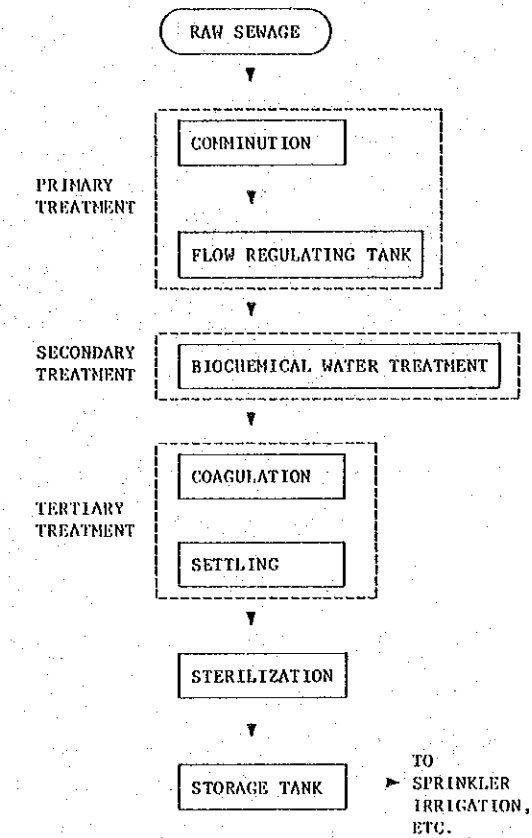 RAW SEWAGE
COMMINUTION
PRIMARY
TREATMENT
FLOW REGULATING TANK
SECONDARY
TREATMENT
BIOCHEMICAL WATER TREATMENT
COAGULATION
TERTIARY
TREATMENT
SETTLING
STERILIZATION
STORAGE TANK
TO
SPRINKLER
IRRIGATION,
ETC.